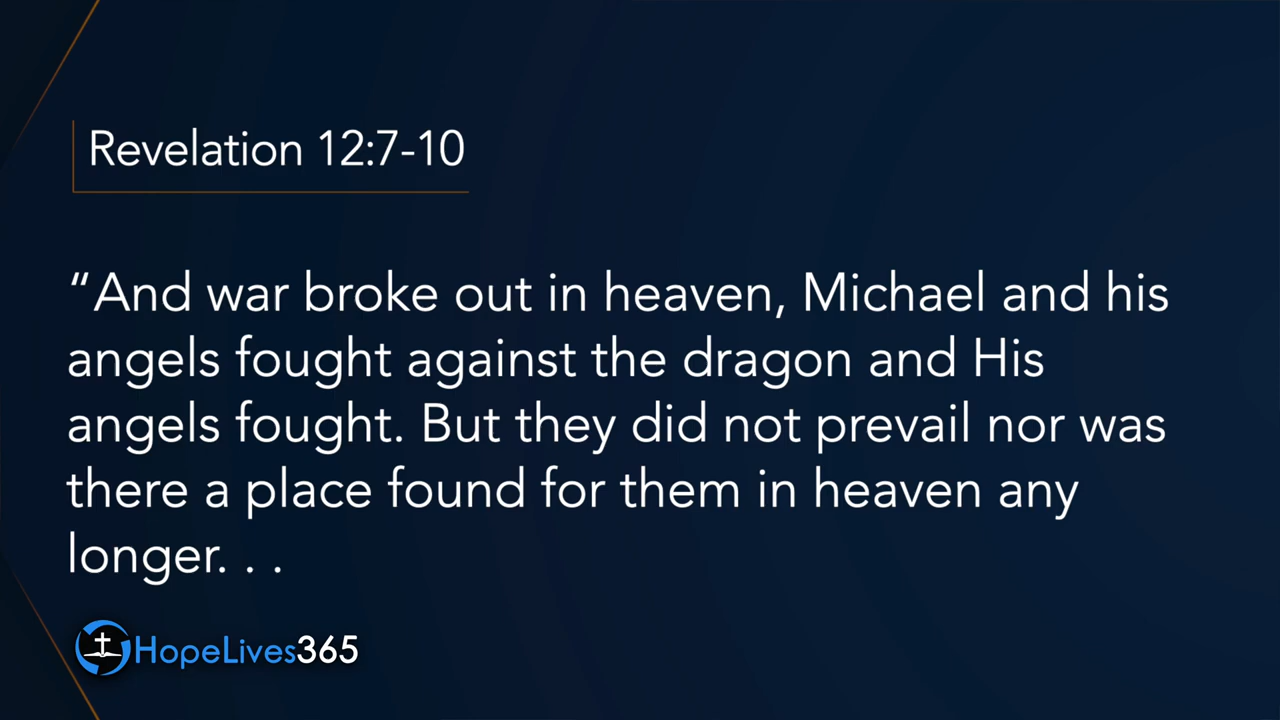 Revelation 12:7-10
“And war broke out in heaven, Michael and his
angels fought against the dragon and His
angels fought. But they did not prevail nor was
there a place found for them in heaven any
longer. . .
HopeLives365